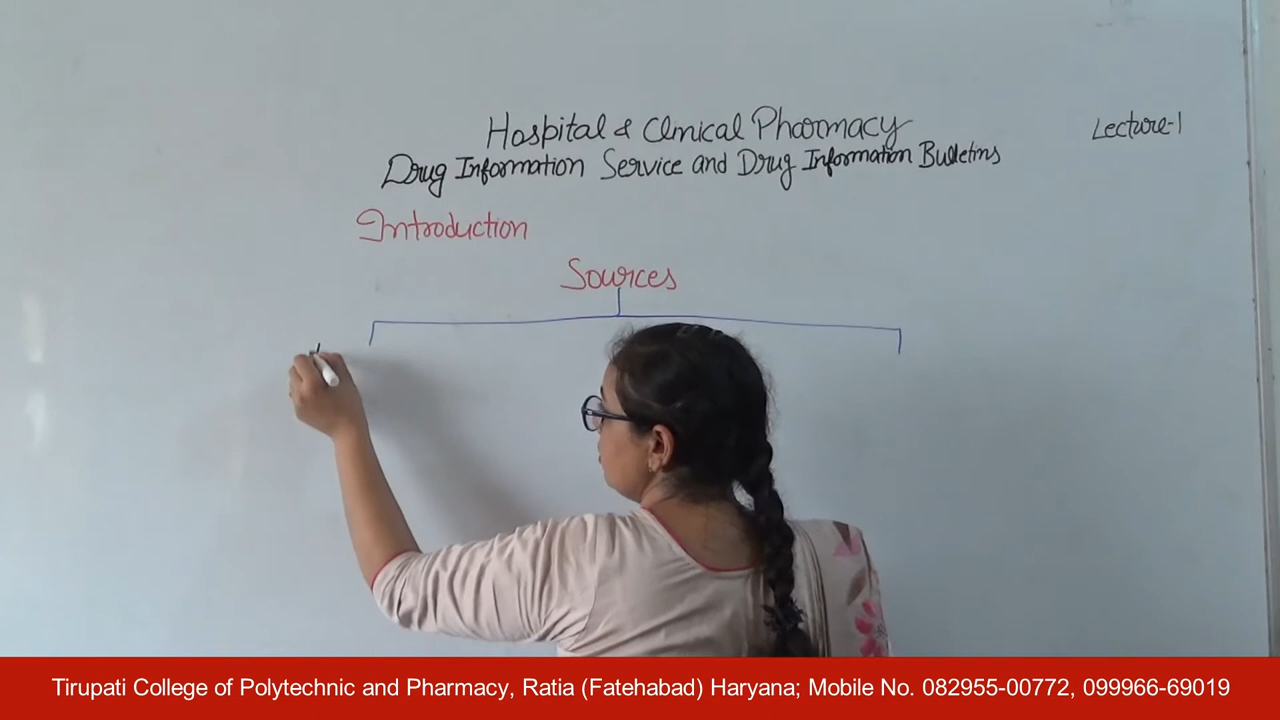 Hospital & Clinical Pharmacy
Lecture-1
Drug Information Service and Drug Information Bulletins
Introduction
Sources
Tirupati College of Polytechnic and Pharmacy, Ratia (Fatehabad) Haryana; Mobile No. 082955-00772, 099966-69019